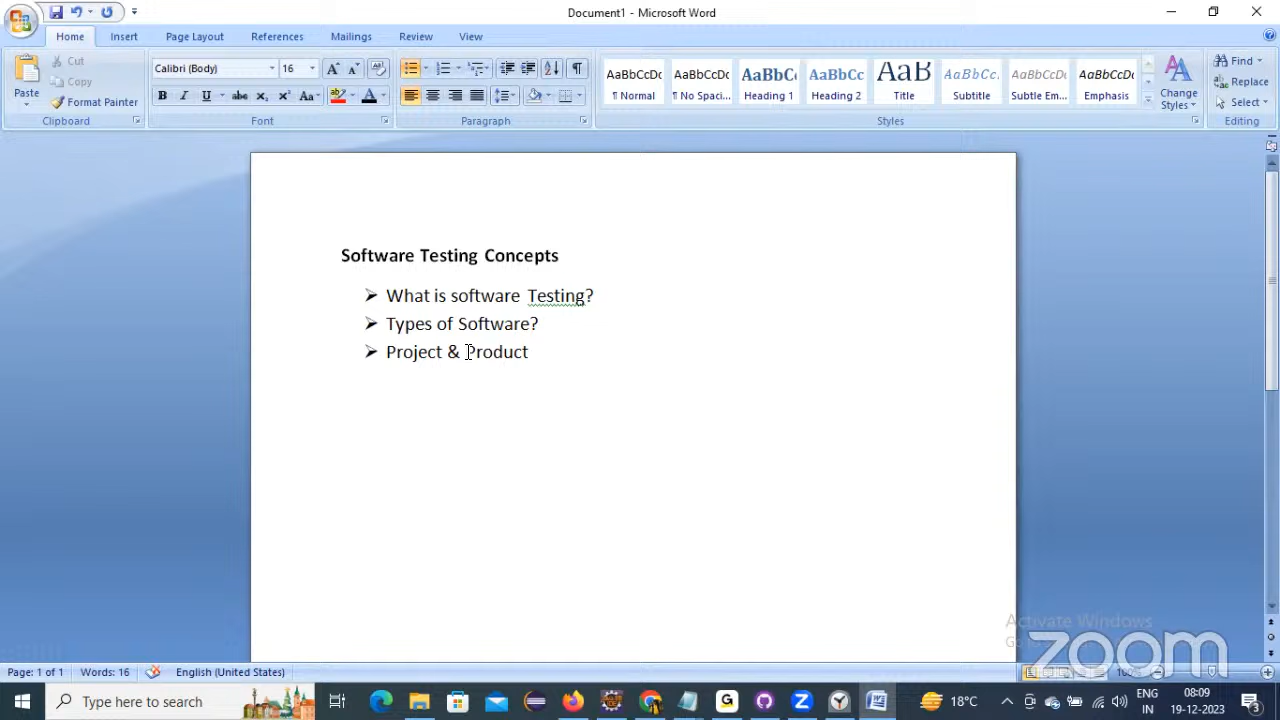 Document1 - Microsoft Word
Home Insert Page Layout References Mailings Review View
Paste
Cut
Copy
Format Painter
Clipboard
Calibri (Body) 16
Font
Paragraph
AaBbCcDc AaBbCcDc AaBbCc AaBbCc AaB AaBbCc. AaBbCcDc AaBbCcDc
¶ Normal ¶ No Spaci... Heading 1 Heading 2 Title Subtitle Subtle Em... Emphasis
Styles
Change Styles
Find
Replace
Select
Editing
Software Testing Concepts
➢ What is software Testing?
➢ Types of Software?
➢ Project & Product
Activate Windows
zoom
Page: 1 of 1 Words: 16 English (United States)
Type here to search
18°C
ENG
IN
08:09
19-12-2023
3